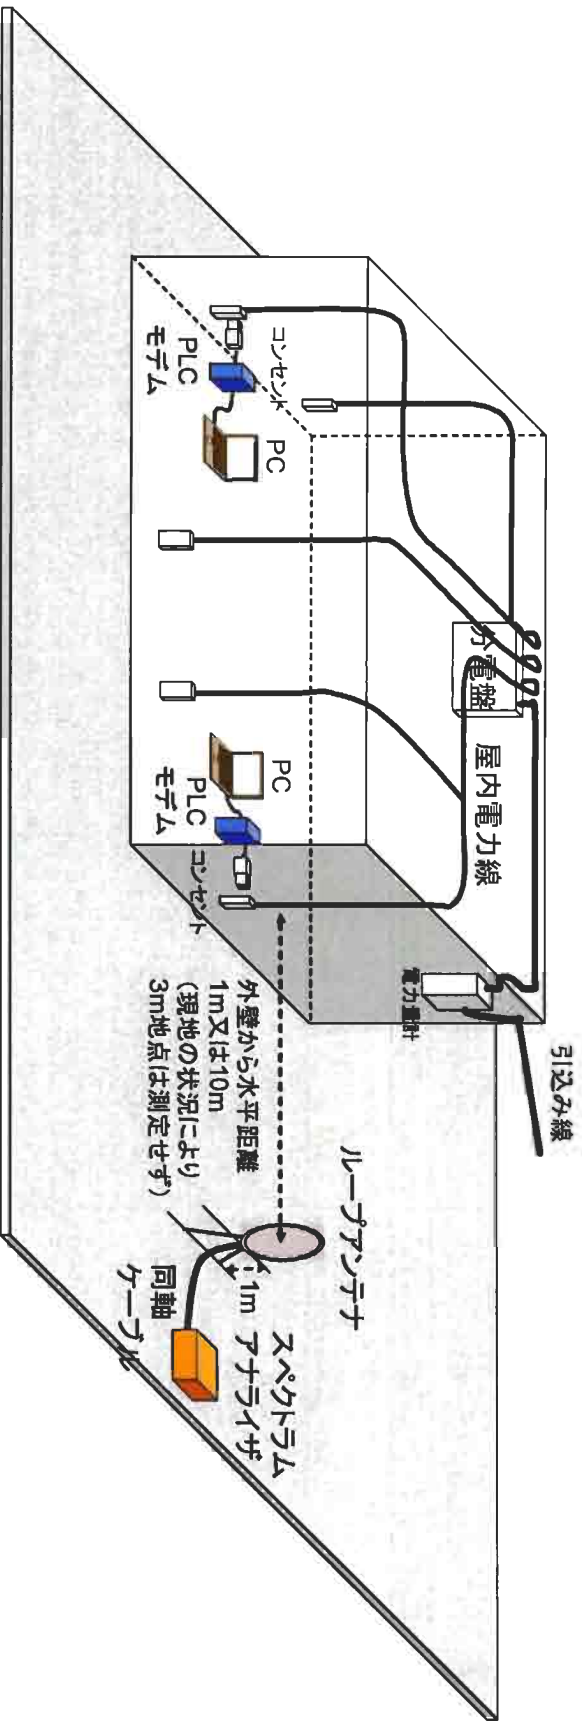 引込み線
分電盤
屋内電力線
電力量計
ループアンテナ
コンセント
PC
PLC
モデム
PC
PLC
モデム
コンセント
外壁から水平距離
1m又は10m
(現地の状況により
3m地点は測定せず)
1m
スペクトラム
アナライザ
同軸
ケーブル